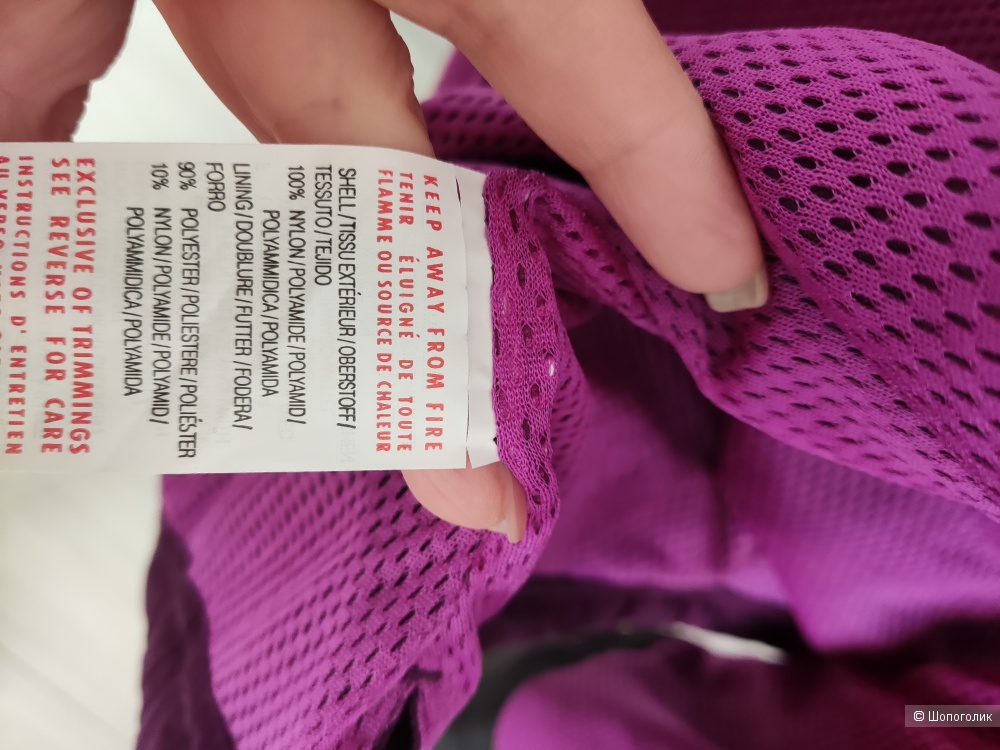 KEEP AWAY FROM FIRE
TENIR ÉLUIGNÉ DE TOUTE
FLAMME OU SOURCE DE CHALEUR
SHELL / TISSU EXTÉRIEUR / OBERSTOFF /
TESSUTO / TEJIDO
100% NYLON / POLYAMIDE / POLYAMID /
POLYAMMIDICA / POLYAMIDA
LINING / DOUBLURE / FUTTER / FODERA /
FORRO
90% POLYESTER / POLIESTERE / POLIÉSTER
10% NYLON / POLYAMIDE / POLYAMID /
POLYAMMIDICA / POLYAMIDA
EXCLUSIVE OF TRIMMINGS
SEE REVERSE FOR CARE
INSTRUCTIONS D' ENTRETIEN
© Шопоголик